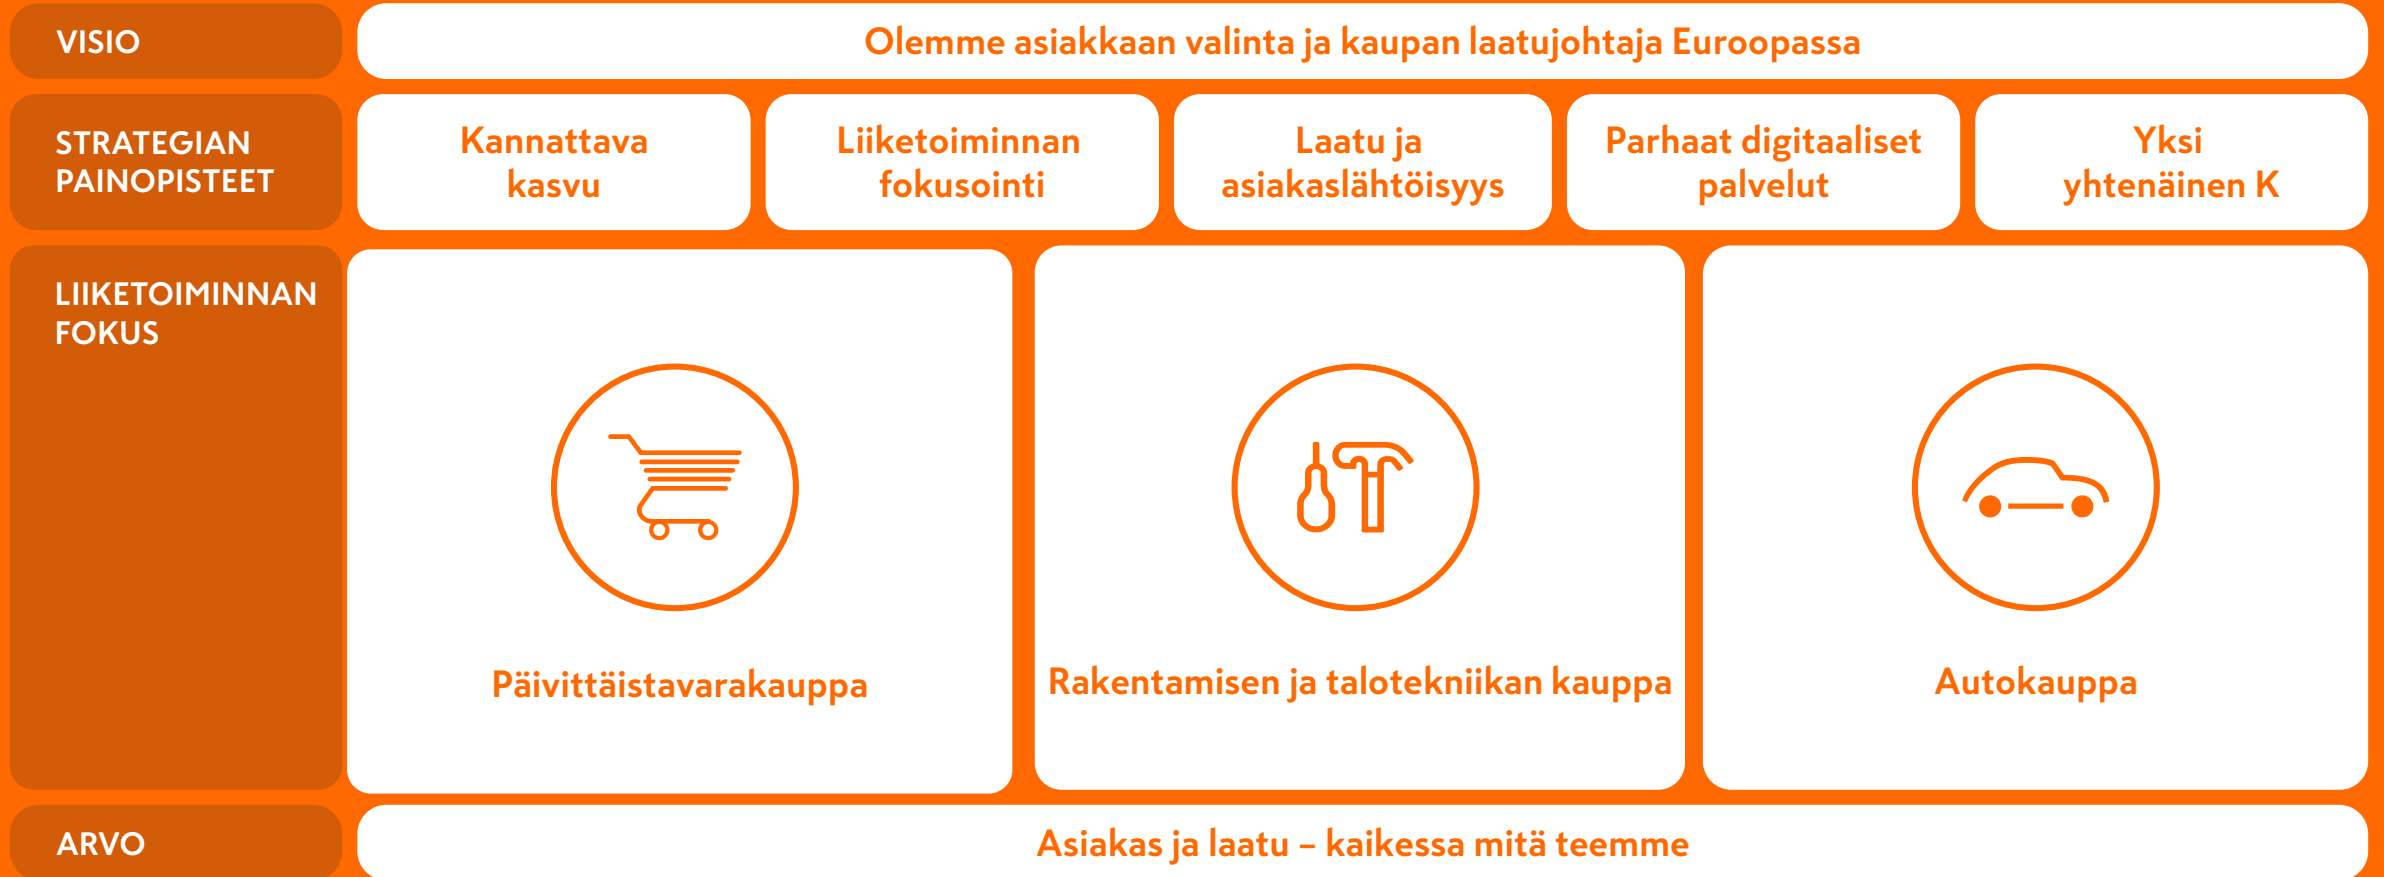 VISIO
Olemme asiakkaan valinta ja kaupan laatujohtaja Euroopassa
STRATEGIAN
PAINOPISTEET
Kannattava
kasvu
Liiketoiminnan
fokusointi
Laatu ja
asiakaslähtöisyys
Parhaat digitaaliset
palvelut
Yksi
yhtenäinen K
LIIKETOIMINNAN
FOKUS
Päivittäistavarakauppa
Rakentamisen ja talotekniikan kauppa
Autokauppa
ARVO
Asiakas ja laatu – kaikessa mitä teemme